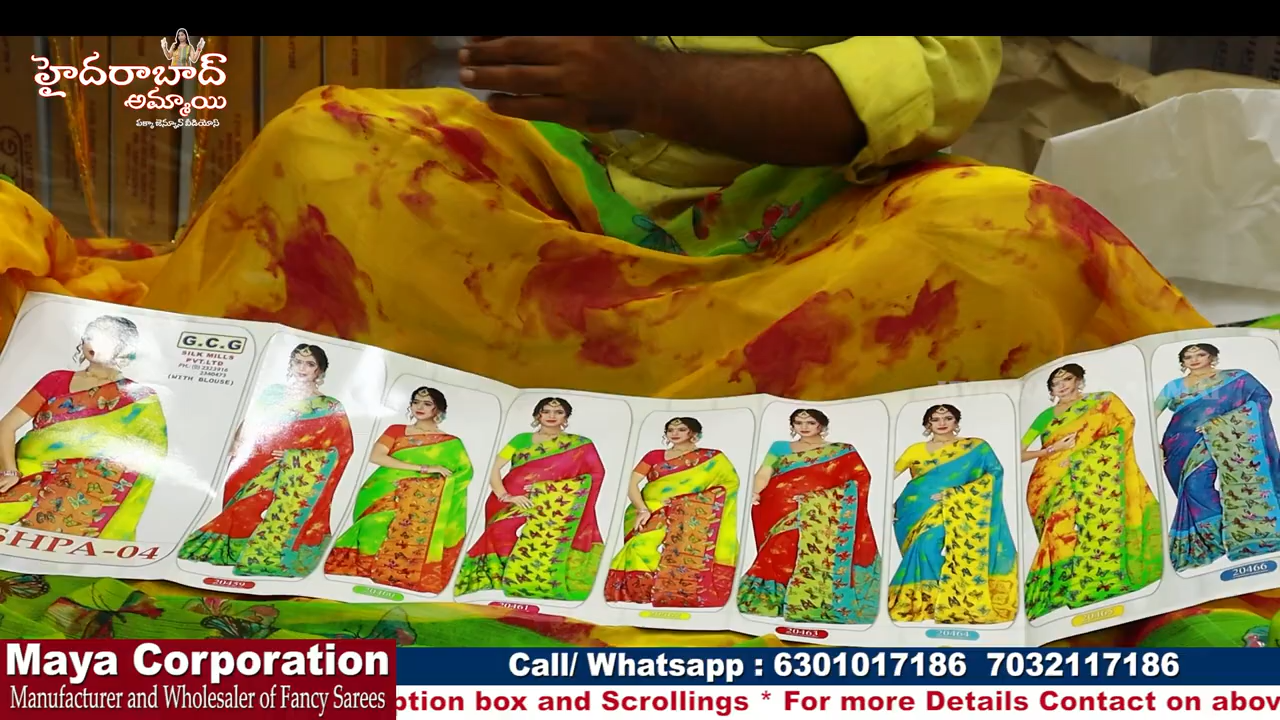 హైదరాబాద్
అమ్మాయి
పక్కా జెన్యూన్ వీడియోస్
G.C.G
SILK MILLS
PVT.LTD
(WITH BLOUSE)
SHPA-04
20459
20461
20463
20464
20466
Maya Corporation
Manufacturer and Wholesaler of Fancy Sarees
Call/ Whatsapp : 6301017186 7032117186
ption box and Scrollings * For more Details Contact on abov